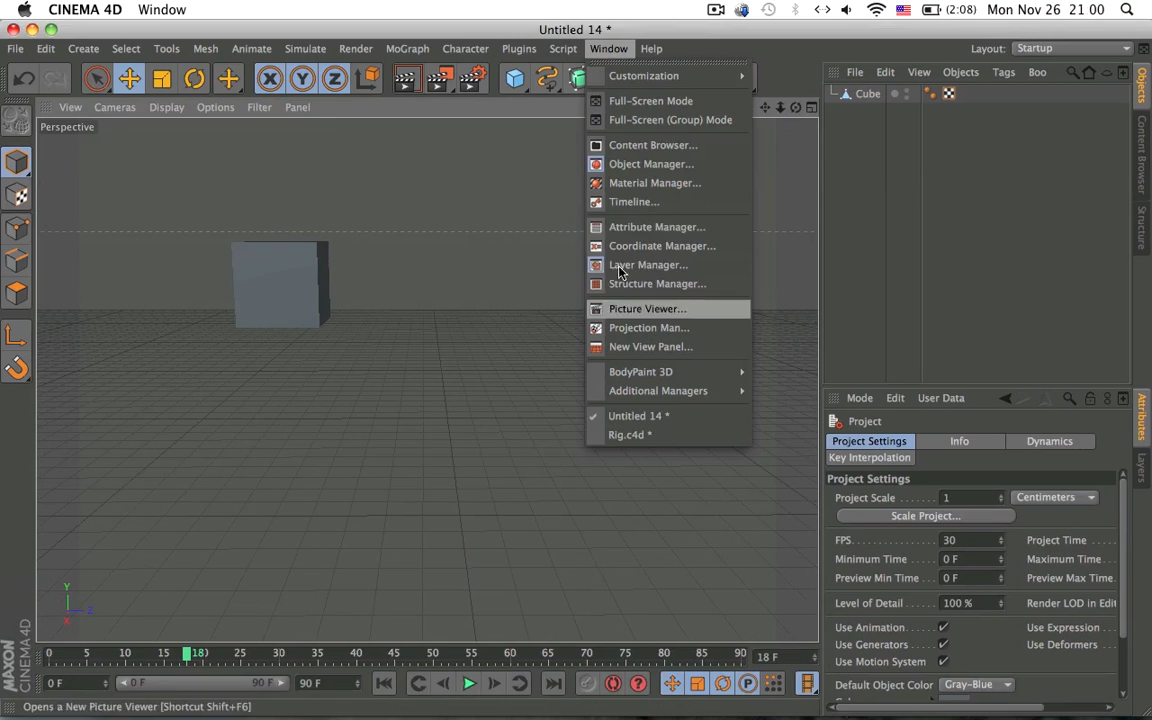 CINEMA 4D Window (2:08) Mon Nov 26 21 00
Untitled 14 *
File Edit Create Select Tools Mesh Animate Simulate Render MoGraph Character Plugins Script Window Help Layout: Startup
X Y Z
View Cameras Display Options Filter Panel
Perspective
Customization
Full-Screen Mode
Full-Screen (Group) Mode
Content Browser...
Object Manager...
Material Manager...
Timeline...
Attribute Manager...
Coordinate Manager...
Layer Manager...
Structure Manager...
Picture Viewer...
Projection Man...
New View Panel...
BodyPaint 3D
Additional Managers
Untitled 14 *
Rig.c4d *
File Edit View Objects Tags Boo
Cube
Objects
Content Browser
Structure
Mode Edit User Data
Project
Project Settings Info Dynamics
Key Interpolation
Project Settings
Project Scale 1 Centimeters
Scale Project...
FPS 30 Project Time
Minimum Time 0 F Maximum Time
Preview Min Time 0 F Preview Max Time
Level of Detail 100 % Render LOD in Edit
Use Animation Use Expression
Use Generators Use Deformers
Use Motion System
Default Object Color Gray-Blue
Attributes
Layers
Y
Z
X
0 5 10 15 18) 25 30 35 40 45 50 55 60 65 70 75 80 85 90 18 F
0 F 0 F 90 F 90 F P
MAXON CINEMA 4D
Opens a New Picture Viewer [Shortcut Shift+F6]